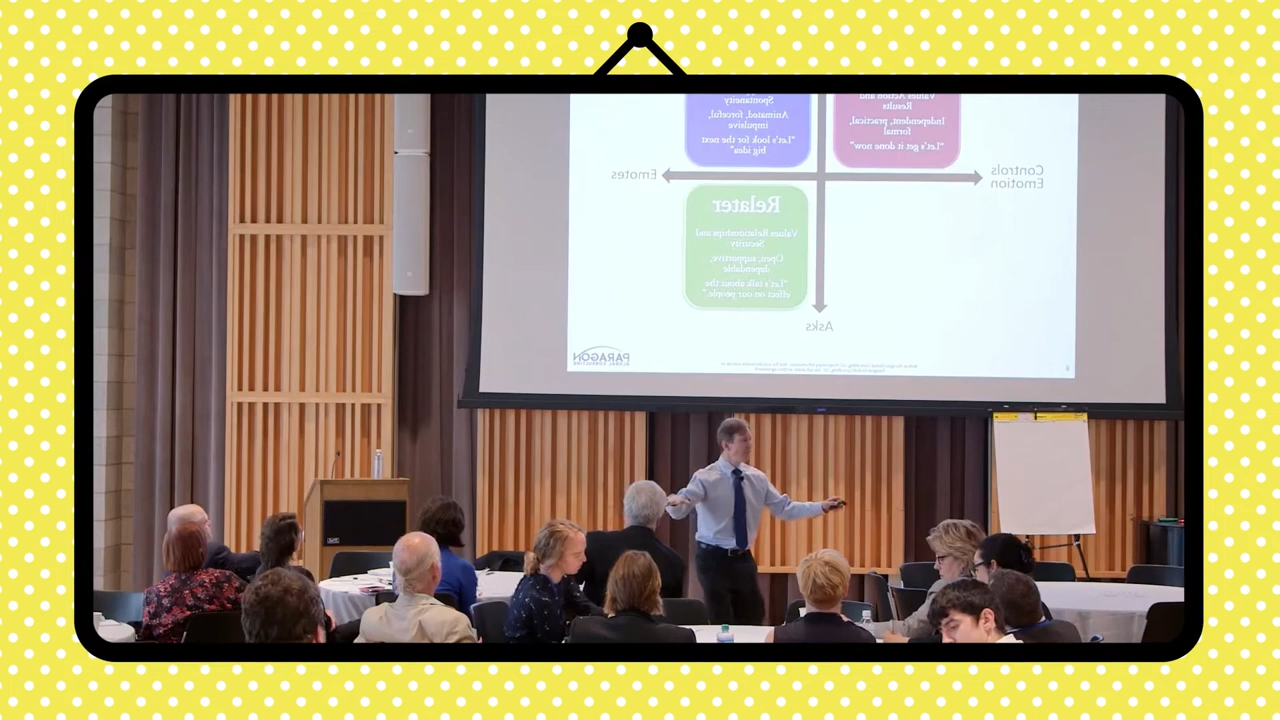 Spontaneity
Animated, forceful,
impulsive
"Let's look for the next
big idea"
Values Action and
Results
Independent, practical,
formal
"Let's get it done now"
Emotes
Controls
Emotion
Relater
Values Relationships and
Security
Open, supportive,
dependable
"Let's talk about the
effect on our people"
Asks
PARAGON
GLOBAL CONSULTING